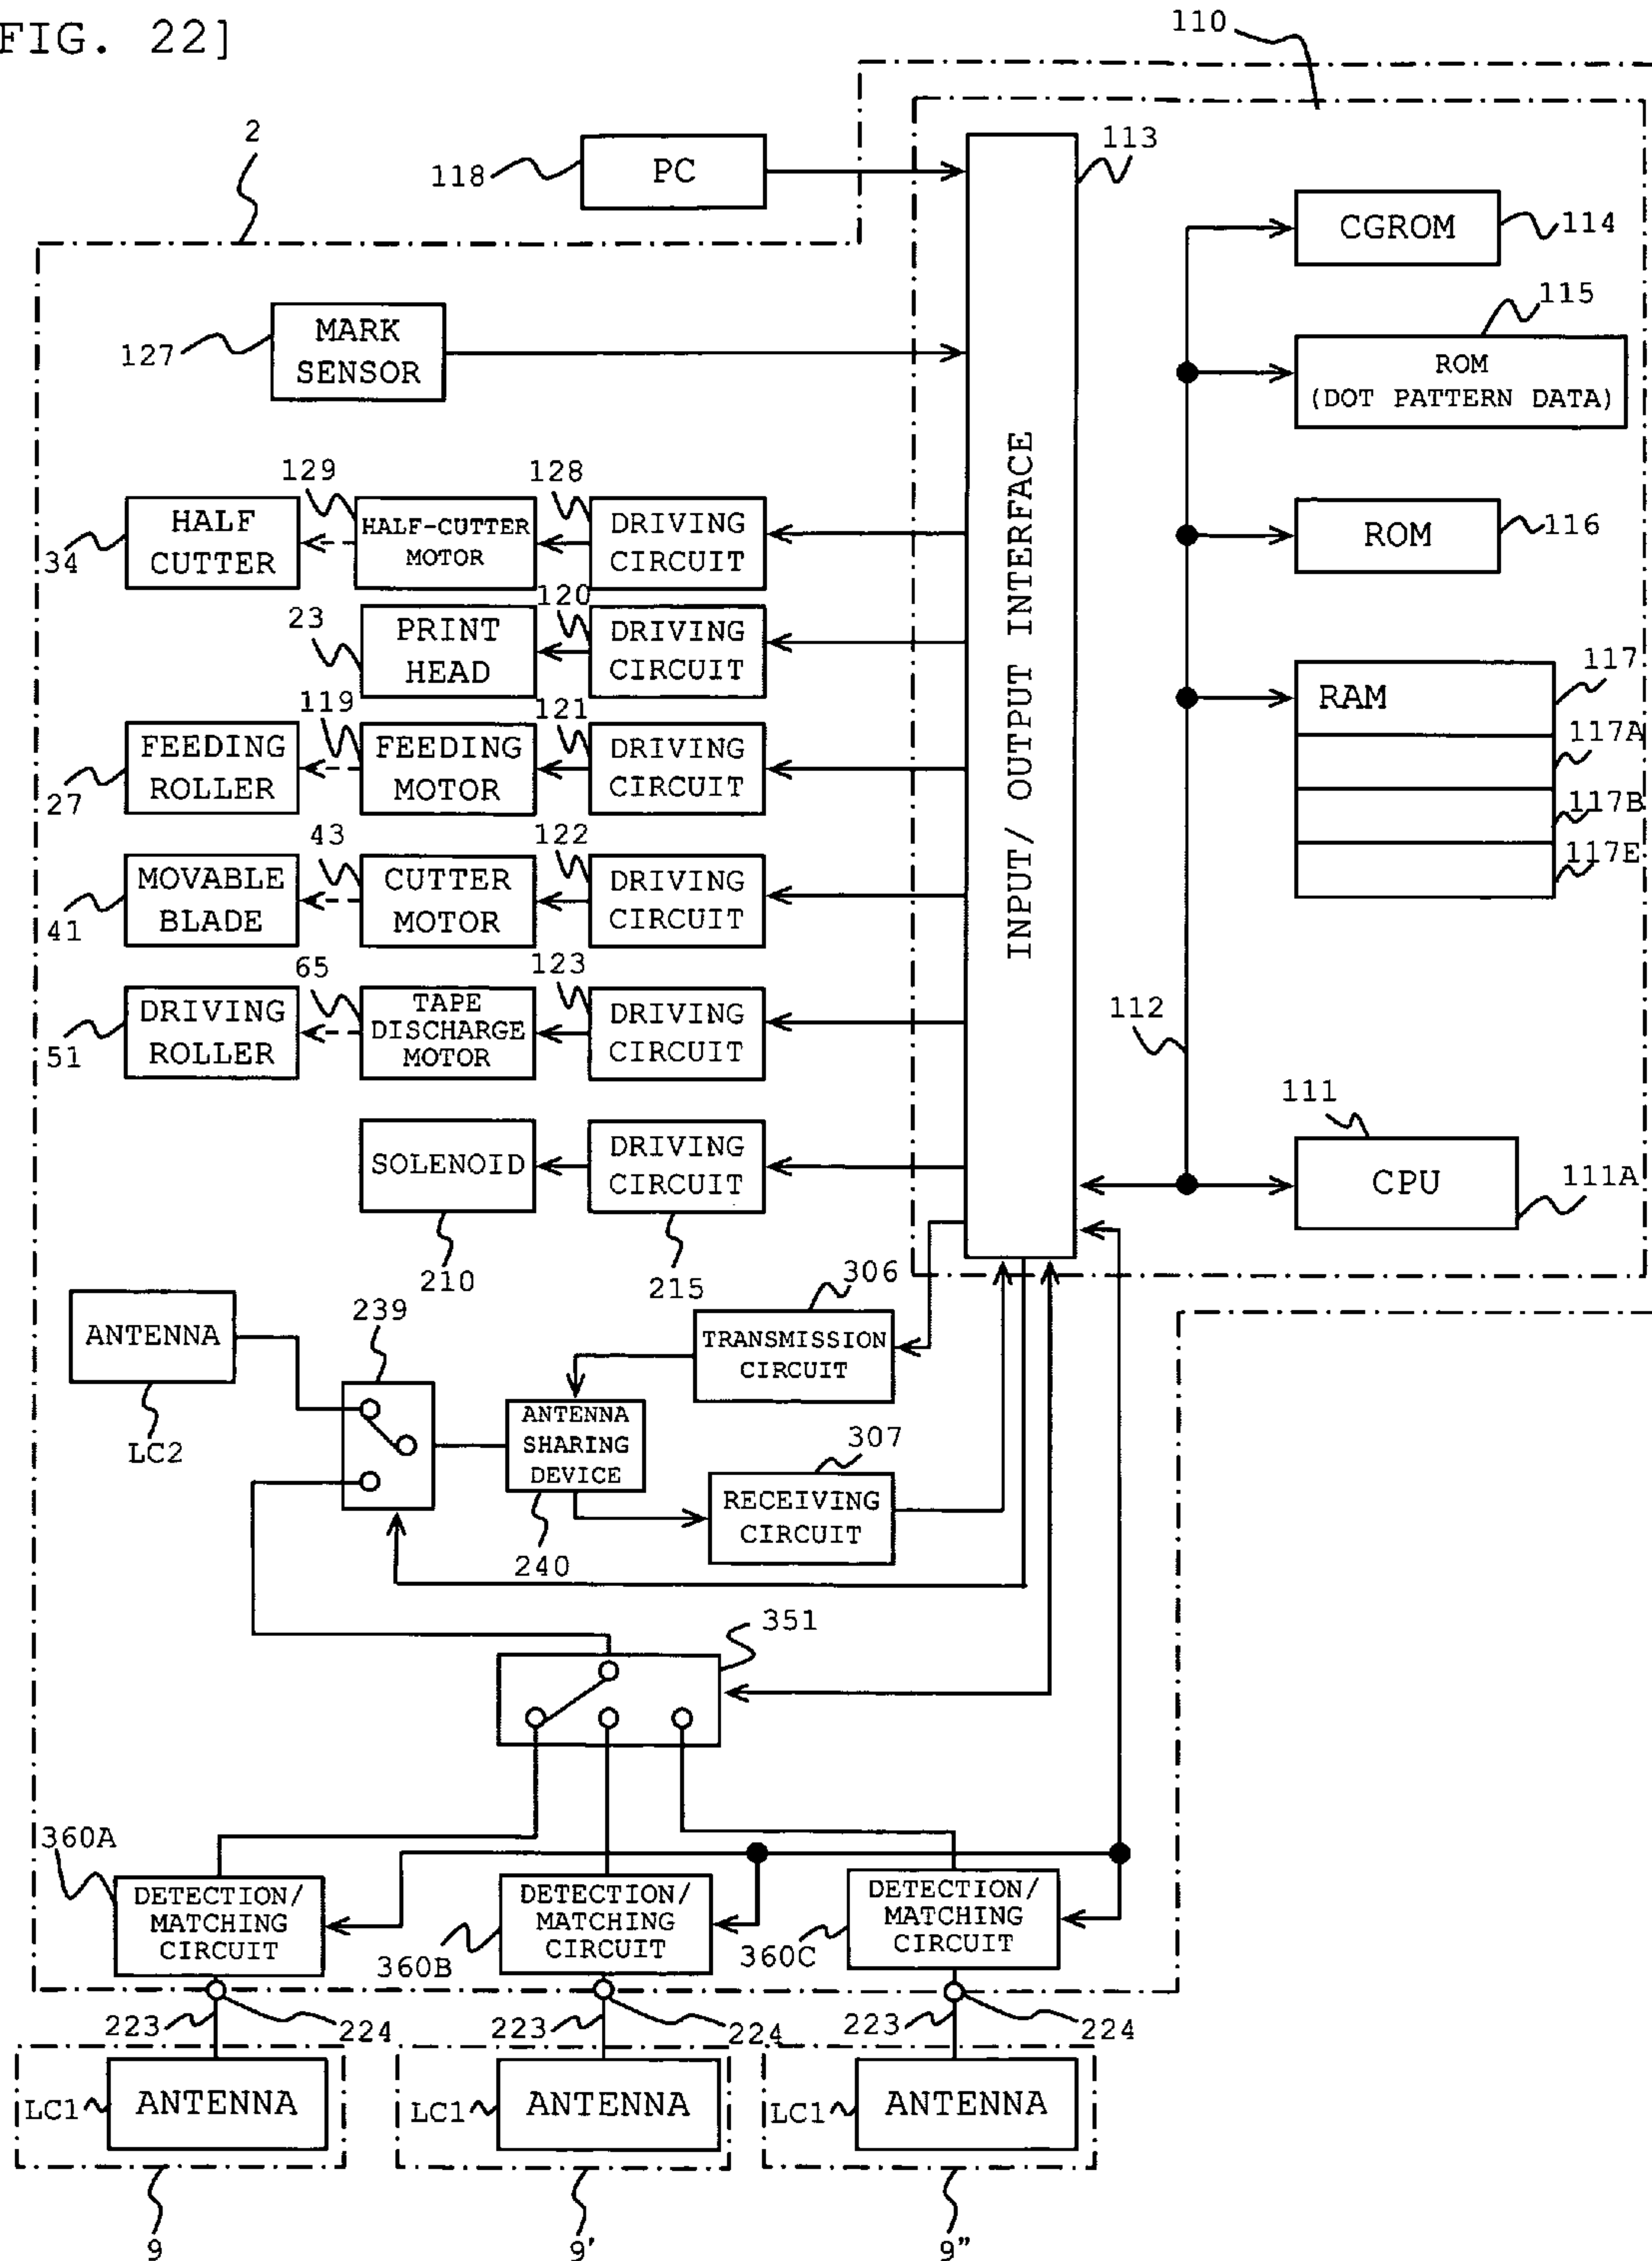 FIG. 22]
110
2
118
PC
113
CGROM
114
127
MARK
SENSOR
115
ROM
(DOT PATTERN DATA)
INPUT/ OUTPUT INTERFACE
129
128
34
HALF
CUTTER
HALF-CUTTER
MOTOR
DRIVING
CIRCUIT
ROM
116
23
120
PRINT
HEAD
DRIVING
CIRCUIT
RAM
117
117A
117B
117E
119
121
27
FEEDING
ROLLER
FEEDING
MOTOR
DRIVING
CIRCUIT
43
122
41
MOVABLE
BLADE
CUTTER
MOTOR
DRIVING
CIRCUIT
65
123
51
DRIVING
ROLLER
TAPE
DISCHARGE
MOTOR
DRIVING
CIRCUIT
112
111
CPU
111A
SOLENOID
DRIVING
CIRCUIT
210
215
306
ANTENNA
LC2
239
TRANSMISSION
CIRCUIT
ANTENNA
SHARING
DEVICE
240
307
RECEIVING
CIRCUIT
351
360A
DETECTION/
MATCHING
CIRCUIT
360B
DETECTION/
MATCHING
CIRCUIT
360C
DETECTION/
MATCHING
CIRCUIT
223
224
223
224
223
224
LC1
ANTENNA
LC1
ANTENNA
LC1
ANTENNA
9
9'
9"